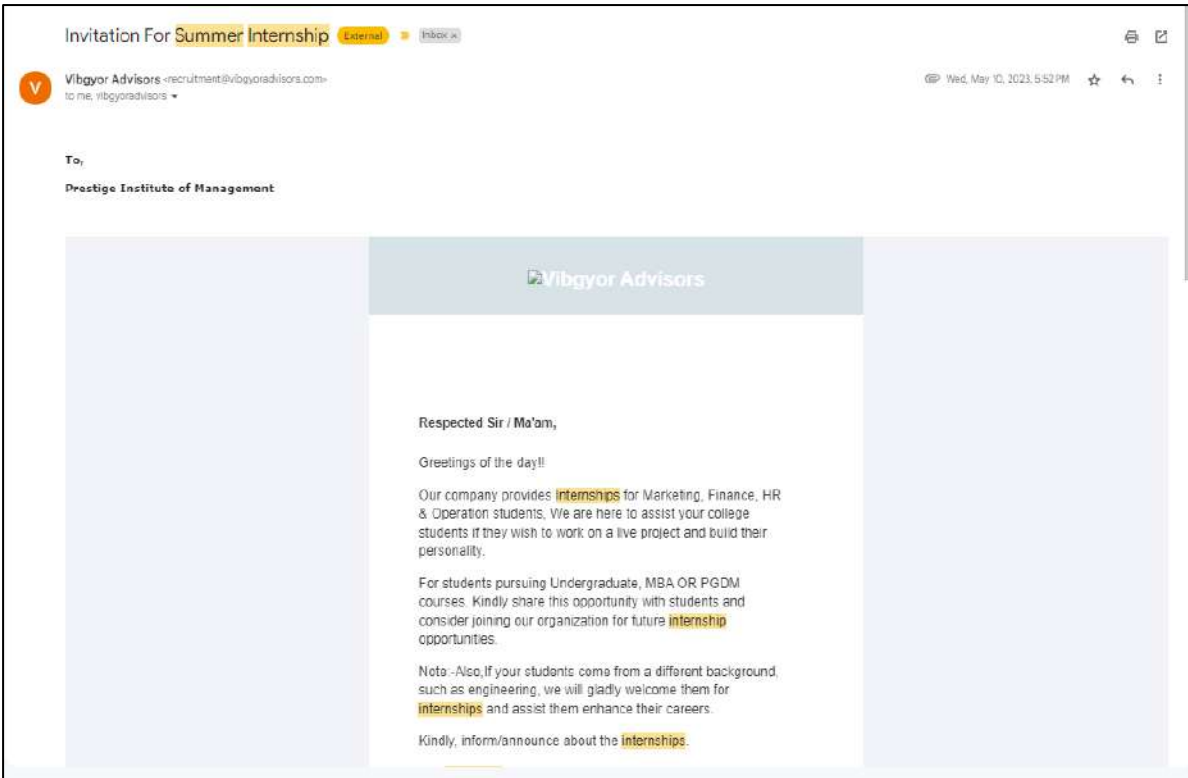 Invitation For Summer Internship External Inbox x
V
Vibgyor Advisors <recruitment@vibgyoradvisors.com>
Wed, May 10, 2023, 5:52 PM
to me, vibgyoradvisors
To,
Prestige Institute of Management
Vibgyor Advisors
Respected Sir / Ma'am,
Greetings of the day!!
Our company provides internships for Marketing, Finance, HR
& Operation students, We are here to assist your college
students if they wish to work on a live project and build their
personality.
For students pursuing Undergraduate, MBA OR PGDM
courses. Kindly share this opportunity with students and
consider joining our organization for future internship
opportunities.
Note:-Also,If your students come from a different background,
such as engineering, we will gladly welcome them for
internships and assist them enhance their careers.
Kindly, inform/announce about the internships.